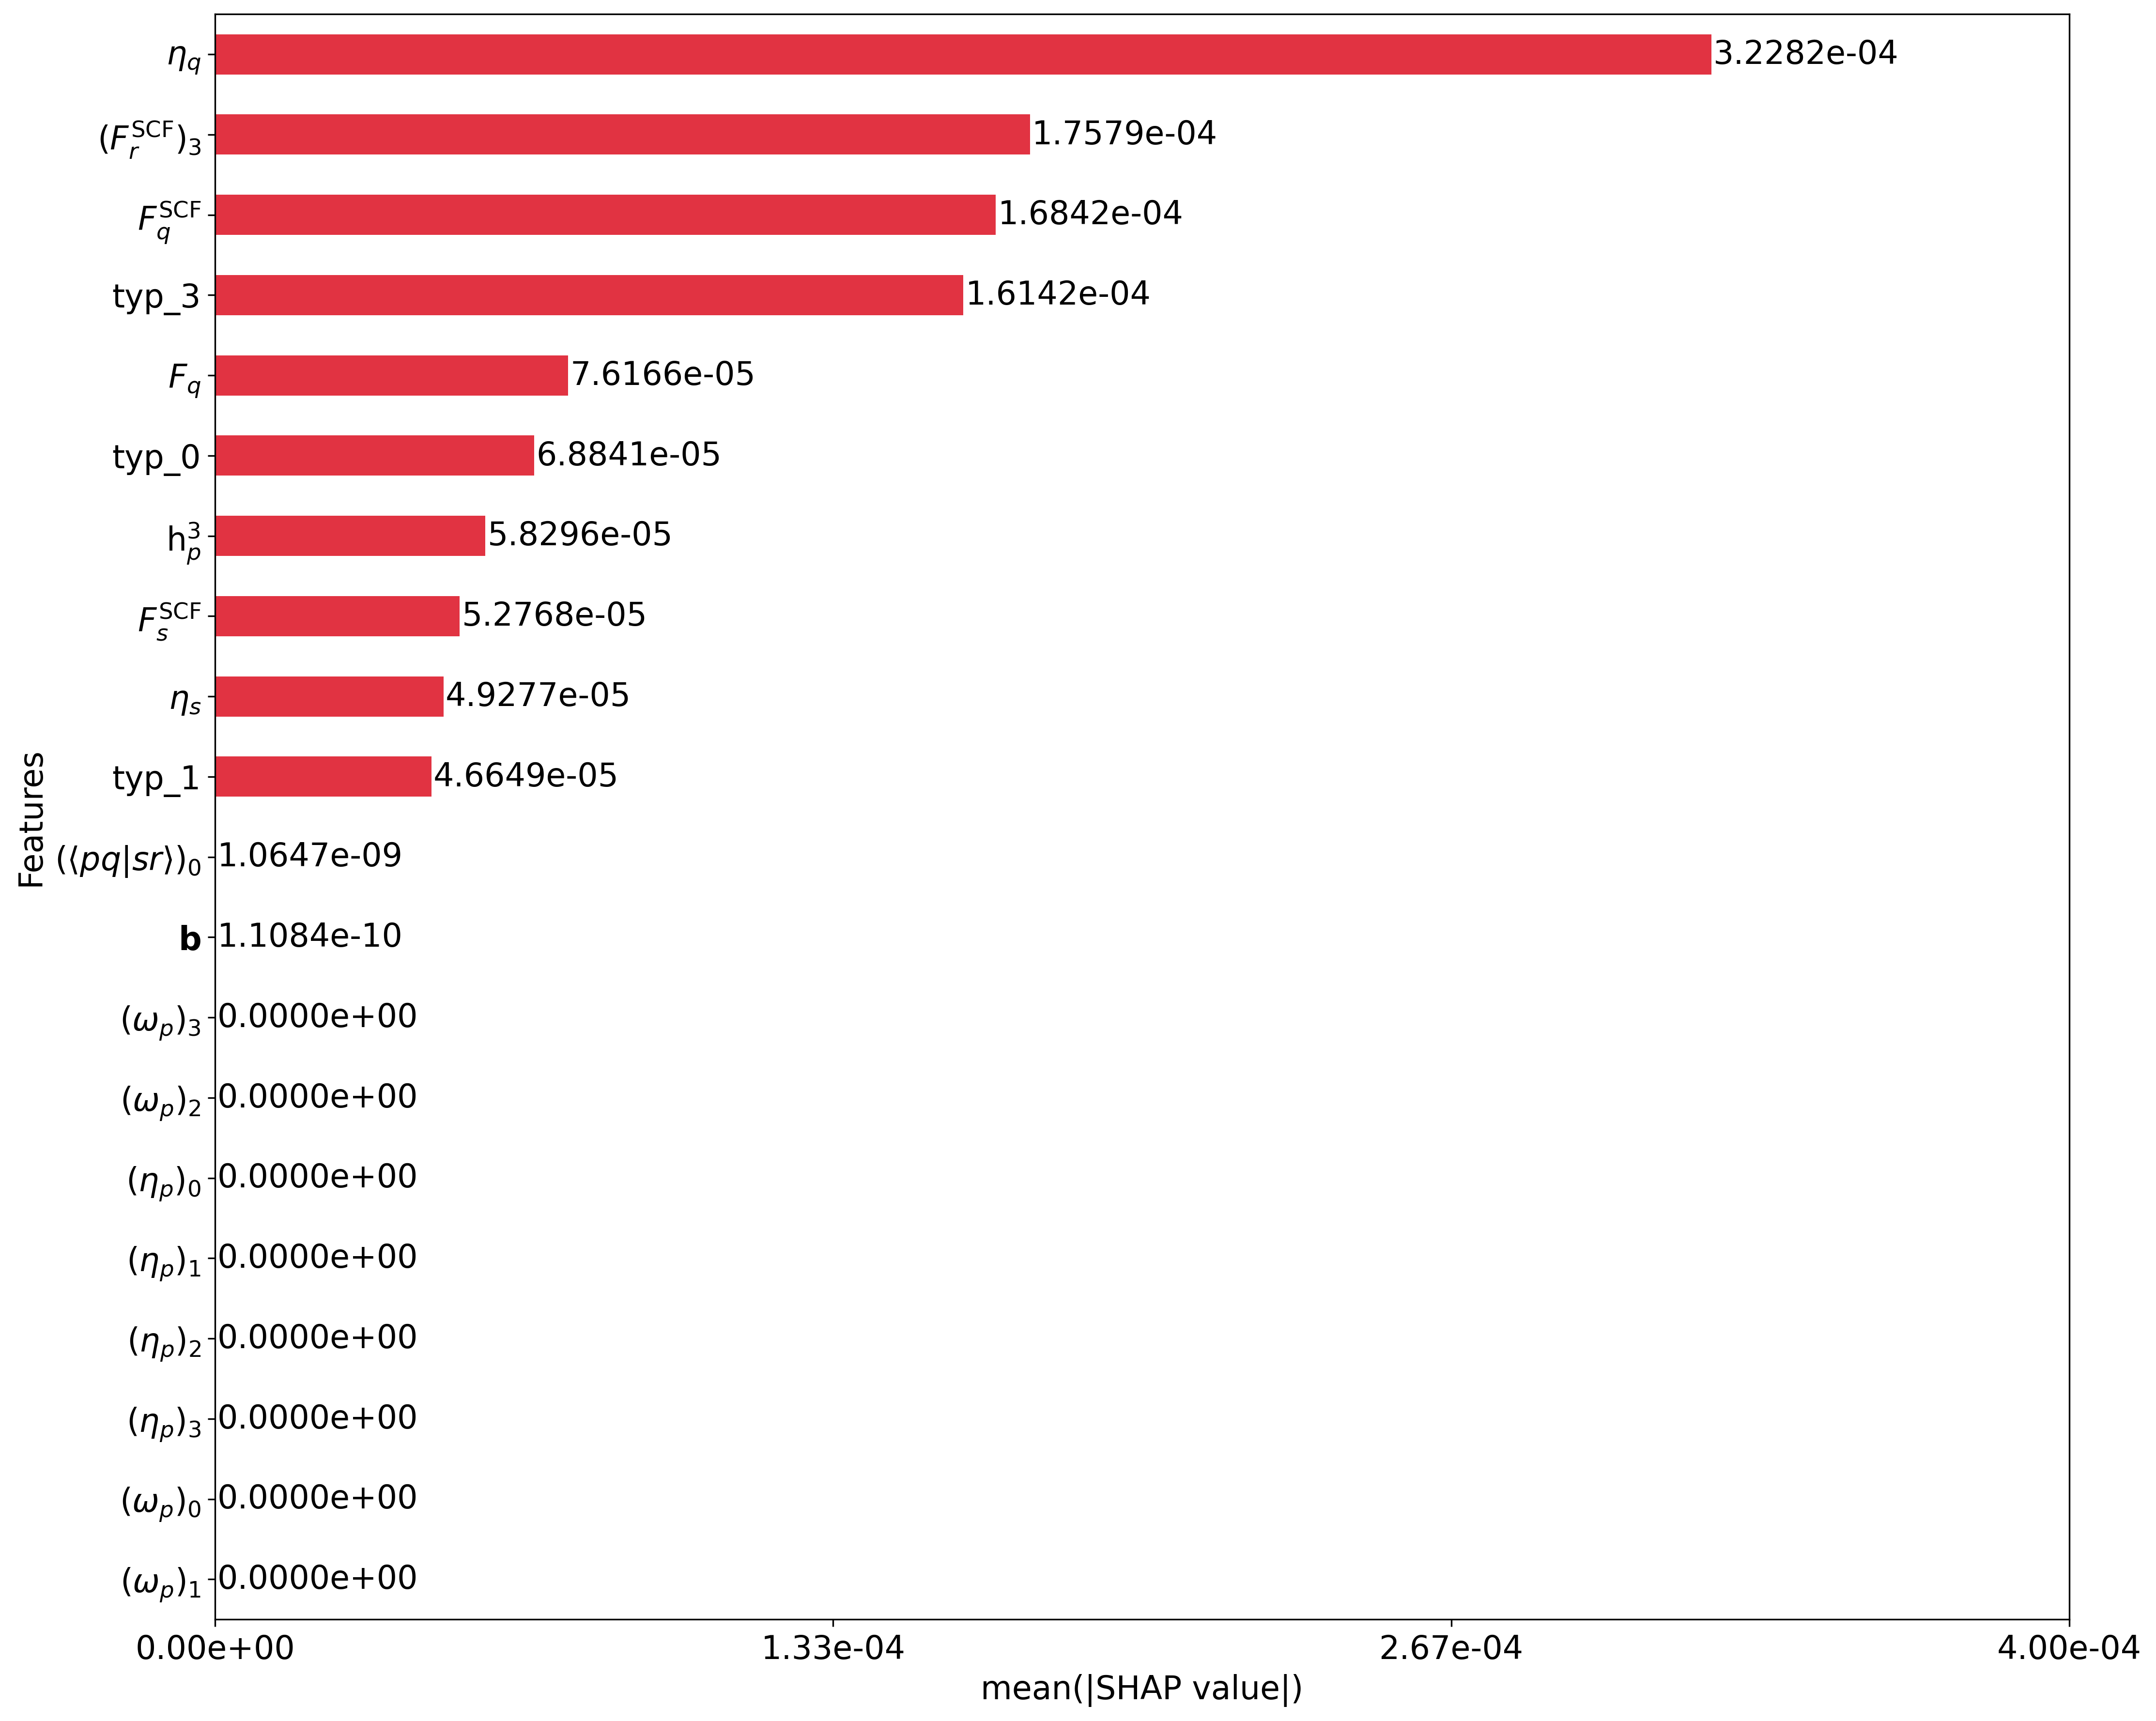 η_q 3.2282e-04
(F_r^SCF)_3 1.7579e-04
F_q^SCF 1.6842e-04
typ_3 1.6142e-04
F_q 7.6166e-05
typ_0 6.8841e-05
h_p^3 5.8296e-05
F_s^SCF 5.2768e-05
η_s 4.9277e-05
typ_1 4.6649e-05
(⟨pq|sr⟩)_0 1.0647e-09
b 1.1084e-10
(ω_p)_3 0.0000e+00
(ω_p)_2 0.0000e+00
(η_p)_0 0.0000e+00
(η_p)_1 0.0000e+00
(η_p)_2 0.0000e+00
(η_p)_3 0.0000e+00
(ω_p)_0 0.0000e+00
(ω_p)_1 0.0000e+00
Features
0.00e+00 1.33e-04 2.67e-04 4.00e-04
mean(|SHAP value|)